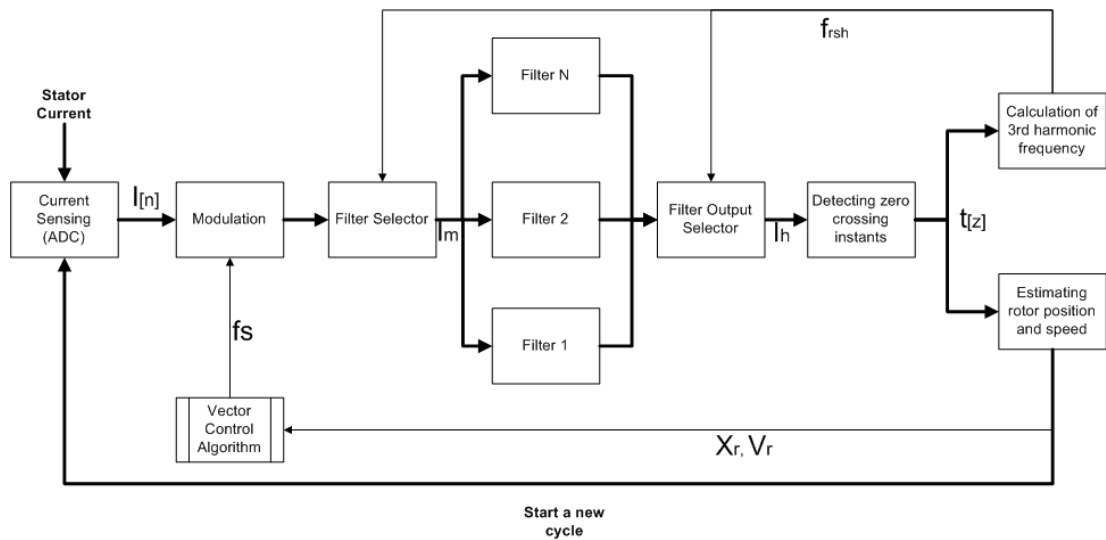 f_rsh
Filter N
Stator
Current
Calculation of
3rd harmonic
frequency
Current
Sensing
(ADC)
I[n]
Modulation
Filter Selector
Im
Filter 2
Filter Output
Selector
Ih
Detecting zero
crossing
instants
t[z]
Estimating
rotor position
and speed
fs
Filter 1
Vector
Control
Algorithm
Xr, Vr
Start a new
cycle